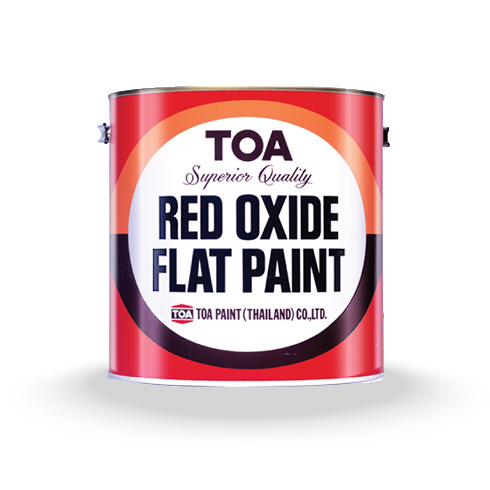 TOA
Superior Quality
RED OXIDE
FLAT PAINT
TOA TOA PAINT (THAILAND) CO.,LTD.